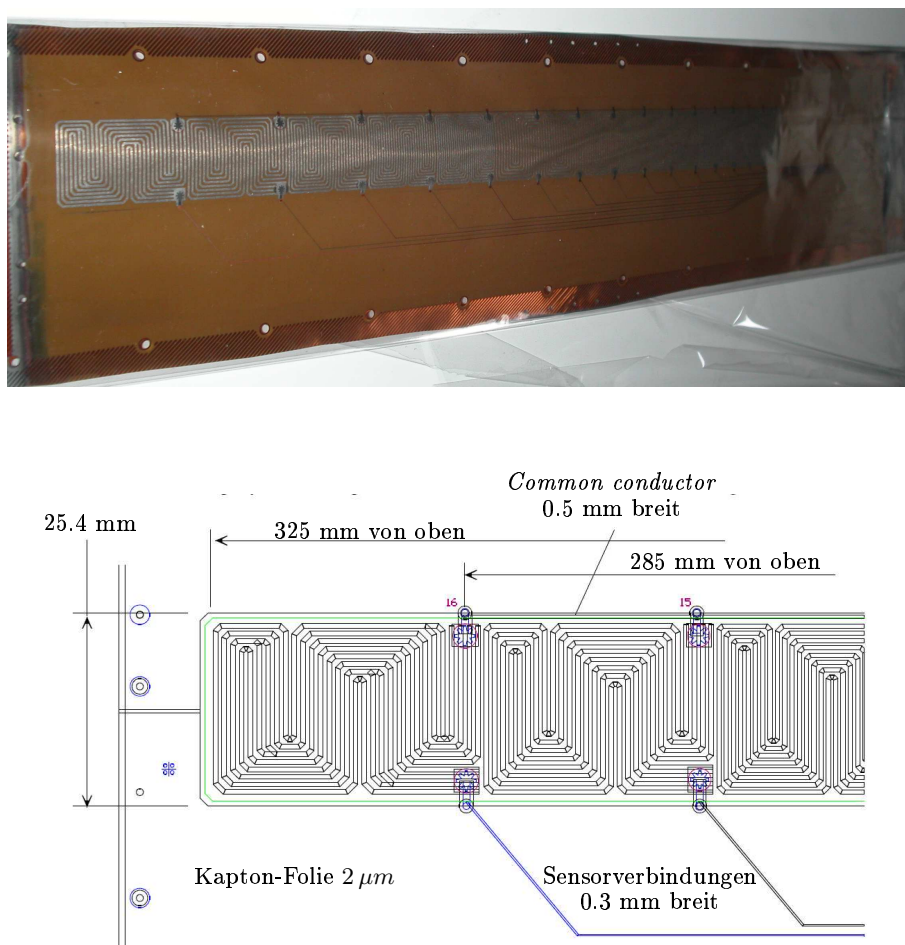 Common conductor
0.5 mm breit
25.4 mm
325 mm von oben
285 mm von oben
16
15
Kapton-Folie 2 μm
Sensorverbindungen
0.3 mm breit